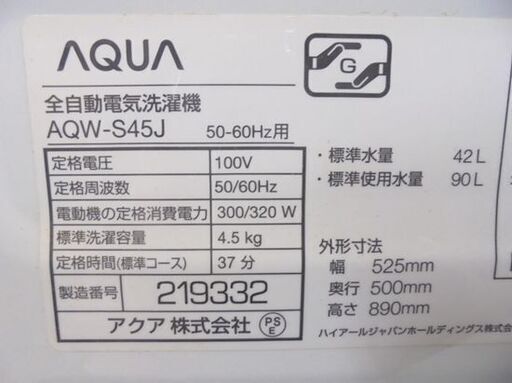 AQUA
G
全自動電気洗濯機
AQW-S45J 50-60Hz用
定格電圧 100V
定格周波数 50/60Hz
電動機の定格消費電力 300/320 W
標準洗濯容量 4.5 kg
定格時間(標準コース) 37 分
製造番号 219332
アクア 株式会社 PSE
・標準水量 42 L
・標準使用水量 90 L
外形寸法
幅 525mm
奥行 500mm
高さ 890mm
ハイアールジャパンホールディングス株式会